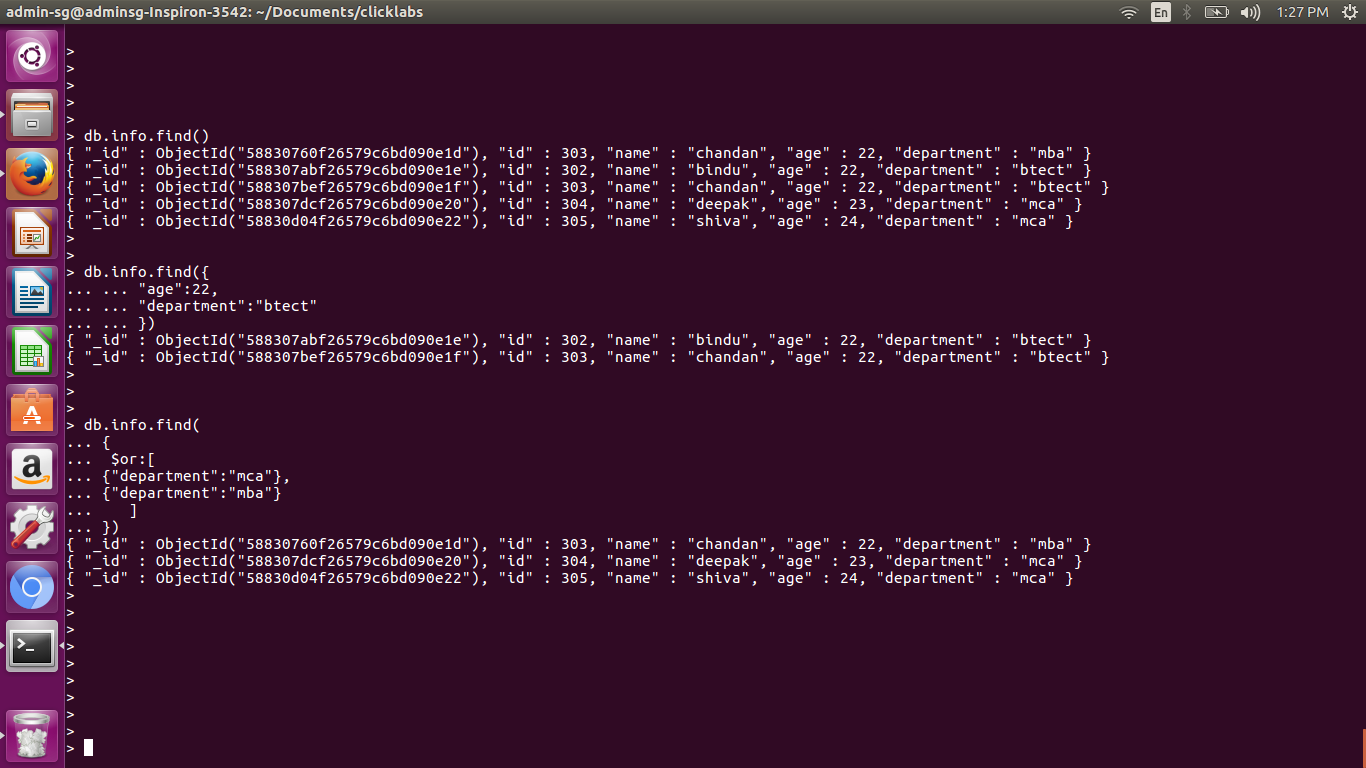 admin-sg@adminsg-Inspiron-3542: ~/Documents/clicklabs En 1:27 PM
>
>
>
>
>
> db.info.find()
{ "_id" : ObjectId("58830760f26579c6bd090e1d"), "id" : 303, "name" : "chandan", "age" : 22, "department" : "mba" }
{ "_id" : ObjectId("588307abf26579c6bd090e1e"), "id" : 302, "name" : "bindu", "age" : 22, "department" : "btect" }
{ "_id" : ObjectId("588307bef26579c6bd090e1f"), "id" : 303, "name" : "chandan", "age" : 22, "department" : "btect" }
{ "_id" : ObjectId("588307dcf26579c6bd090e20"), "id" : 304, "name" : "deepak", "age" : 23, "department" : "mca" }
{ "_id" : ObjectId("58830d04f26579c6bd090e22"), "id" : 305, "name" : "shiva", "age" : 24, "department" : "mca" }
>
>
> db.info.find({
... ... "age":22,
... ... "department":"btect"
... ... })
{ "_id" : ObjectId("588307abf26579c6bd090e1e"), "id" : 302, "name" : "bindu", "age" : 22, "department" : "btect" }
{ "_id" : ObjectId("588307bef26579c6bd090e1f"), "id" : 303, "name" : "chandan", "age" : 22, "department" : "btect" }
>
>
>
> db.info.find(
... {
...  $or:[
... {"department":"mca"},
... {"department":"mba"}
...    ]
... })
{ "_id" : ObjectId("58830760f26579c6bd090e1d"), "id" : 303, "name" : "chandan", "age" : 22, "department" : "mba" }
{ "_id" : ObjectId("588307dcf26579c6bd090e20"), "id" : 304, "name" : "deepak", "age" : 23, "department" : "mca" }
{ "_id" : ObjectId("58830d04f26579c6bd090e22"), "id" : 305, "name" : "shiva", "age" : 24, "department" : "mca" }
>
>
>
>
>
>
>
>
>
>